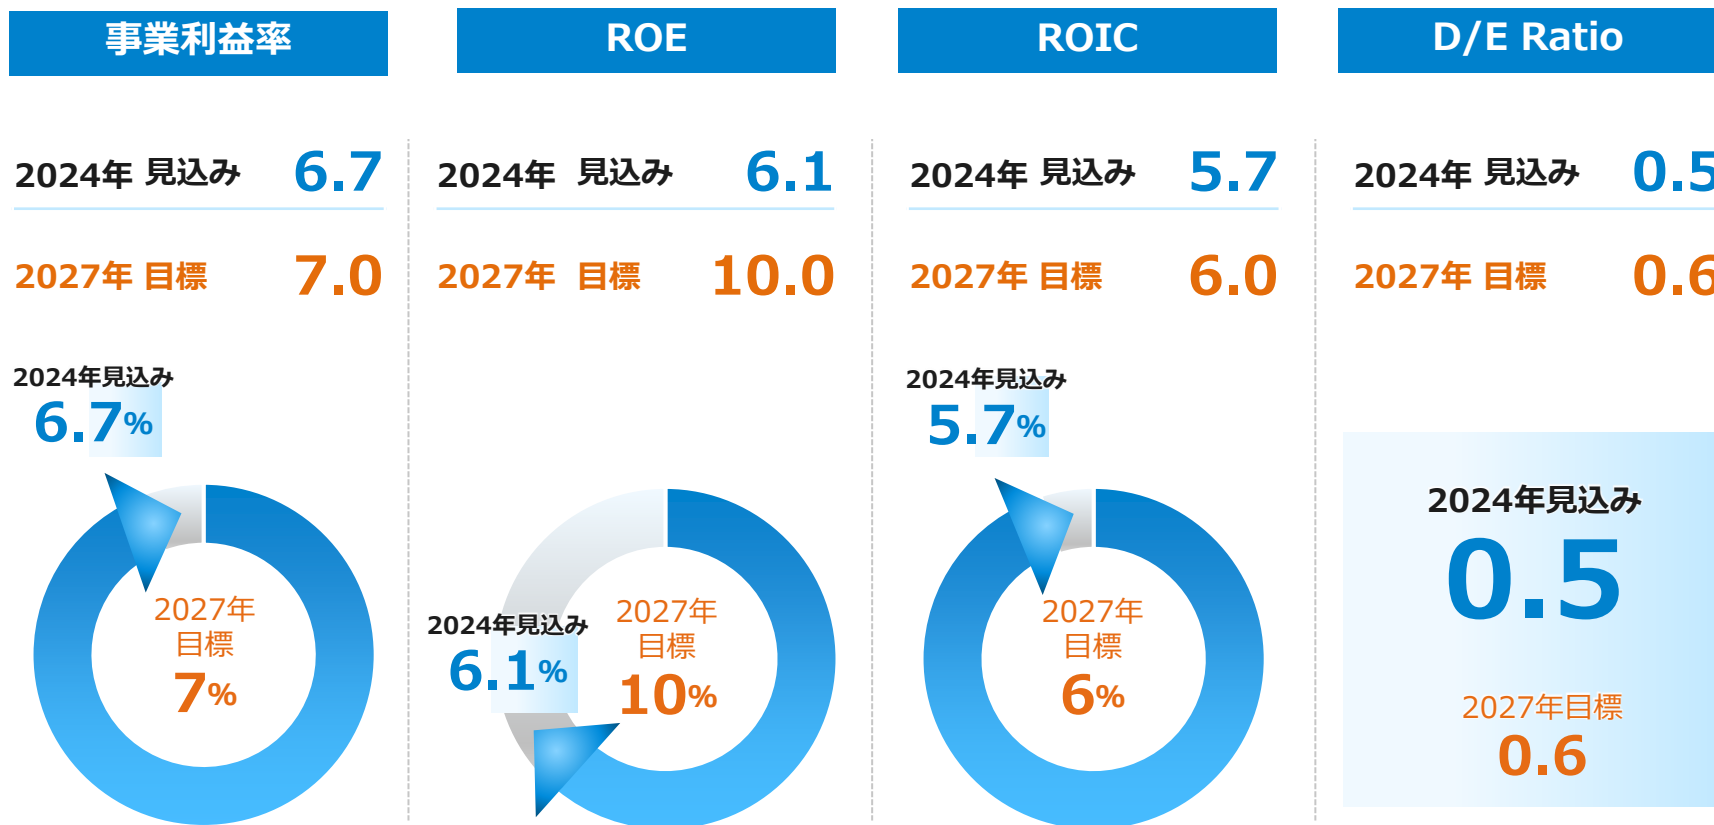 事業利益率
2024年 見込み 6.7
2027年 目標 7.0
2024年見込み
6.7%
2027年
目標
7%
ROE
2024年 見込み 6.1
2027年 目標 10.0
2024年見込み
6.1%
2027年
目標
10%
ROIC
2024年 見込み 5.7
2027年 目標 6.0
2024年見込み
5.7%
2027年
目標
6%
D/E Ratio
2024年 見込み 0.5
2027年 目標 0.6
2024年見込み
0.5
2027年目標
0.6